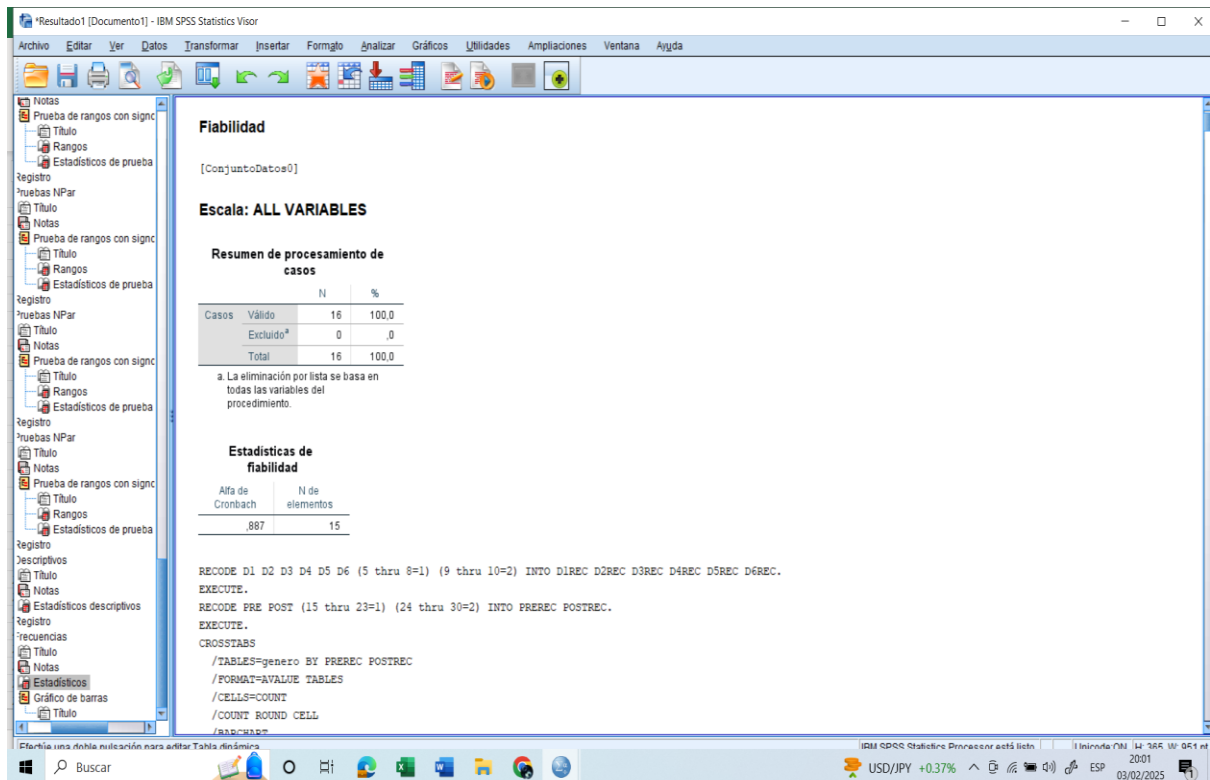 *Resultado1 [Documento1] - IBM SPSS Statistics Visor
Archivo Editar Ver Datos Transformar Insertar Formato Analizar Gráficos Utilidades Ampliaciones Ventana Ayuda
Notas
Prueba de rangos con signo
Título
Rangos
Estadísticos de prueba
Registro
Pruebas NPar
Título
Notas
Prueba de rangos con signo
Título
Rangos
Estadísticos de prueba
Registro
Pruebas NPar
Título
Notas
Prueba de rangos con signo
Título
Rangos
Estadísticos de prueba
Registro
Pruebas NPar
Título
Notas
Prueba de rangos con signo
Título
Rangos
Estadísticos de prueba
Registro
Descriptivos
Título
Notas
Estadísticos descriptivos
Registro
Frecuencias
Título
Notas
Estadísticos
Gráfico de barras
Título
Fiabilidad
[ConjuntoDatos0]
Escala: ALL VARIABLES
Resumen de procesamiento de
casos
N %
Casos Válido 16 100,0
Excluidoª 0 ,0
Total 16 100,0
a. La eliminación por lista se basa en
todas las variables del
procedimiento.
Estadísticas de
fiabilidad
Alfa de N de
Cronbach elementos
,887 15
RECODE D1 D2 D3 D4 D5 D6 (5 thru 8=1) (9 thru 10=2) INTO D1REC D2REC D3REC D4REC D5REC D6REC.
EXECUTE.
RECODE PRE POST (15 thru 23=1) (24 thru 30=2) INTO PREREC POSTREC.
EXECUTE.
CROSSTABS
/TABLES=genero BY PREREC POSTREC
/FORMAT=AVALUE TABLES
/CELLS=COUNT
/COUNT ROUND CELL
/BARCHART
Efectúe una doble pulsación para editar Tabla dinámica
IBM SPSS Statistics Processor está listo Unicode:ON H: 365, W: 951 pt
Buscar
USD/JPY +0.37% ESP 20:01
03/02/2025